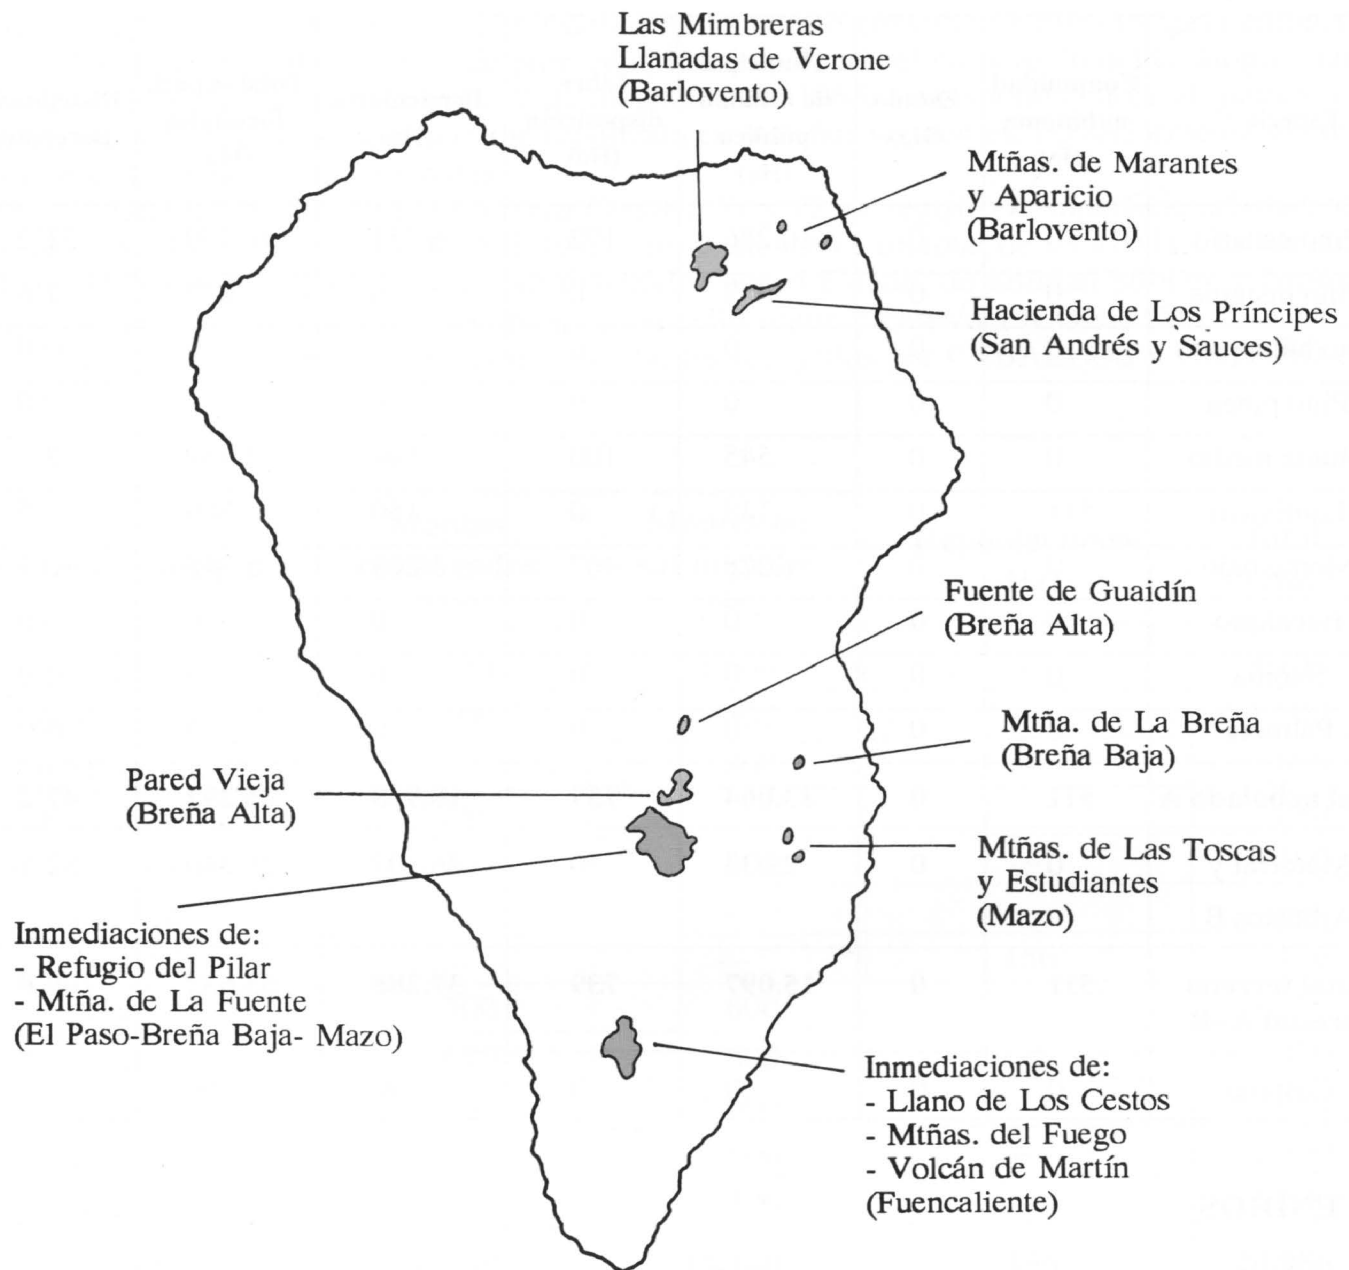 Las Mimbreras
Llanadas de Verone
(Barlovento)
Mtñas. de Marantes
y Aparicio
(Barlovento)
Hacienda de Los Príncipes
(San Andrés y Sauces)
Fuente de Guaidín
(Breña Alta)
Mtña. de La Breña
(Breña Baja)
Pared Vieja
(Breña Alta)
Mtñas. de Las Toscas
y Estudiantes
(Mazo)
Inmediaciones de:
- Refugio del Pilar
- Mtña. de La Fuente
(El Paso-Breña Baja- Mazo)
Inmediaciones de:
- Llano de Los Cestos
- Mtñas. del Fuego
- Volcán de Martín
(Fuencaliente)